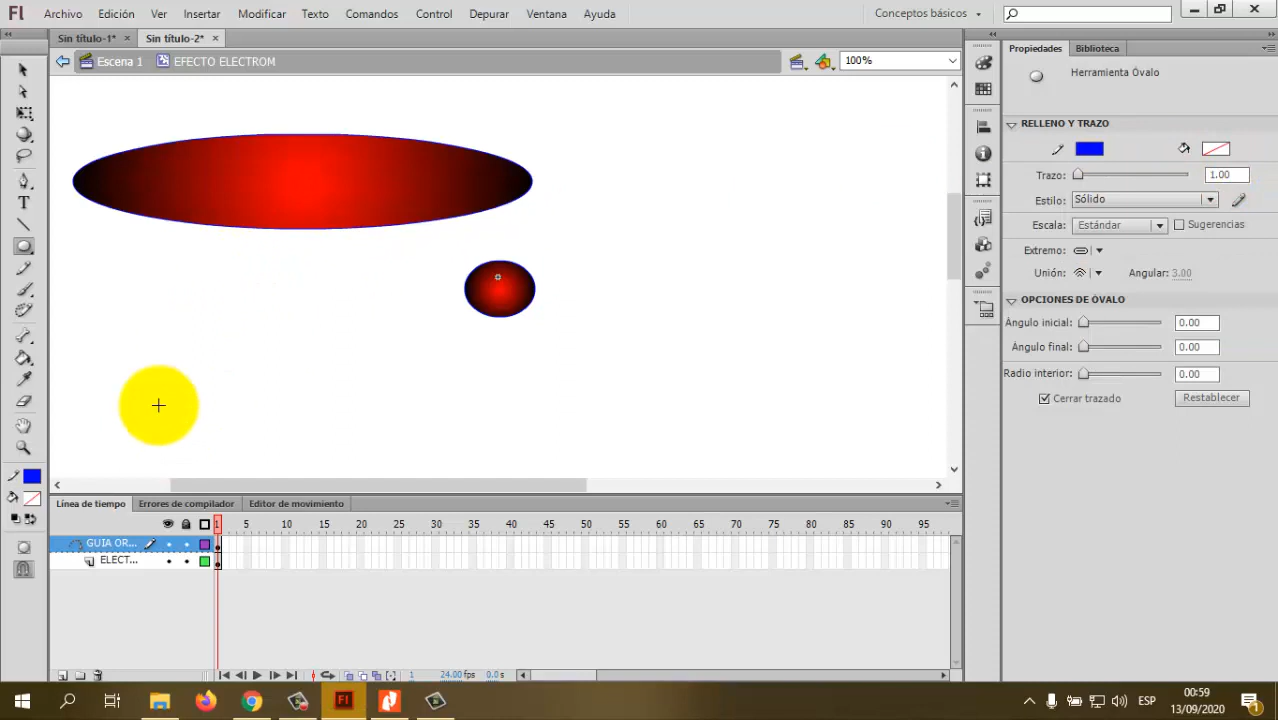 Fl Archivo Edición Ver Insertar Modificar Texto Comandos Control Depurar Ventana Ayuda Conceptos básicos
Sin título-1* × Sin título-2* ×
Escena 1 EFECTO ELECTROM 100%
Propiedades Biblioteca
Herramienta Óvalo
RELLENO Y TRAZO
Trazo: 1.00
Estilo: Sólido
Escala: Estándar Sugerencias
Extremo:
Unión: Angular: 3.00
OPCIONES DE ÓVALO
Ángulo inicial: 0.00
Ángulo final: 0.00
Radio interior: 0.00
Cerrar trazado Restablecer
Línea de tiempo Errores de compilador Editor de movimiento
1 5 10 15 20 25 30 35 40 45 50 55 60 65 70 75 80 85 90 95
GUIA OR...
ELECT...
1 24.00 fps 0.0 s
Fl ESP 00:59
13/09/2020 1